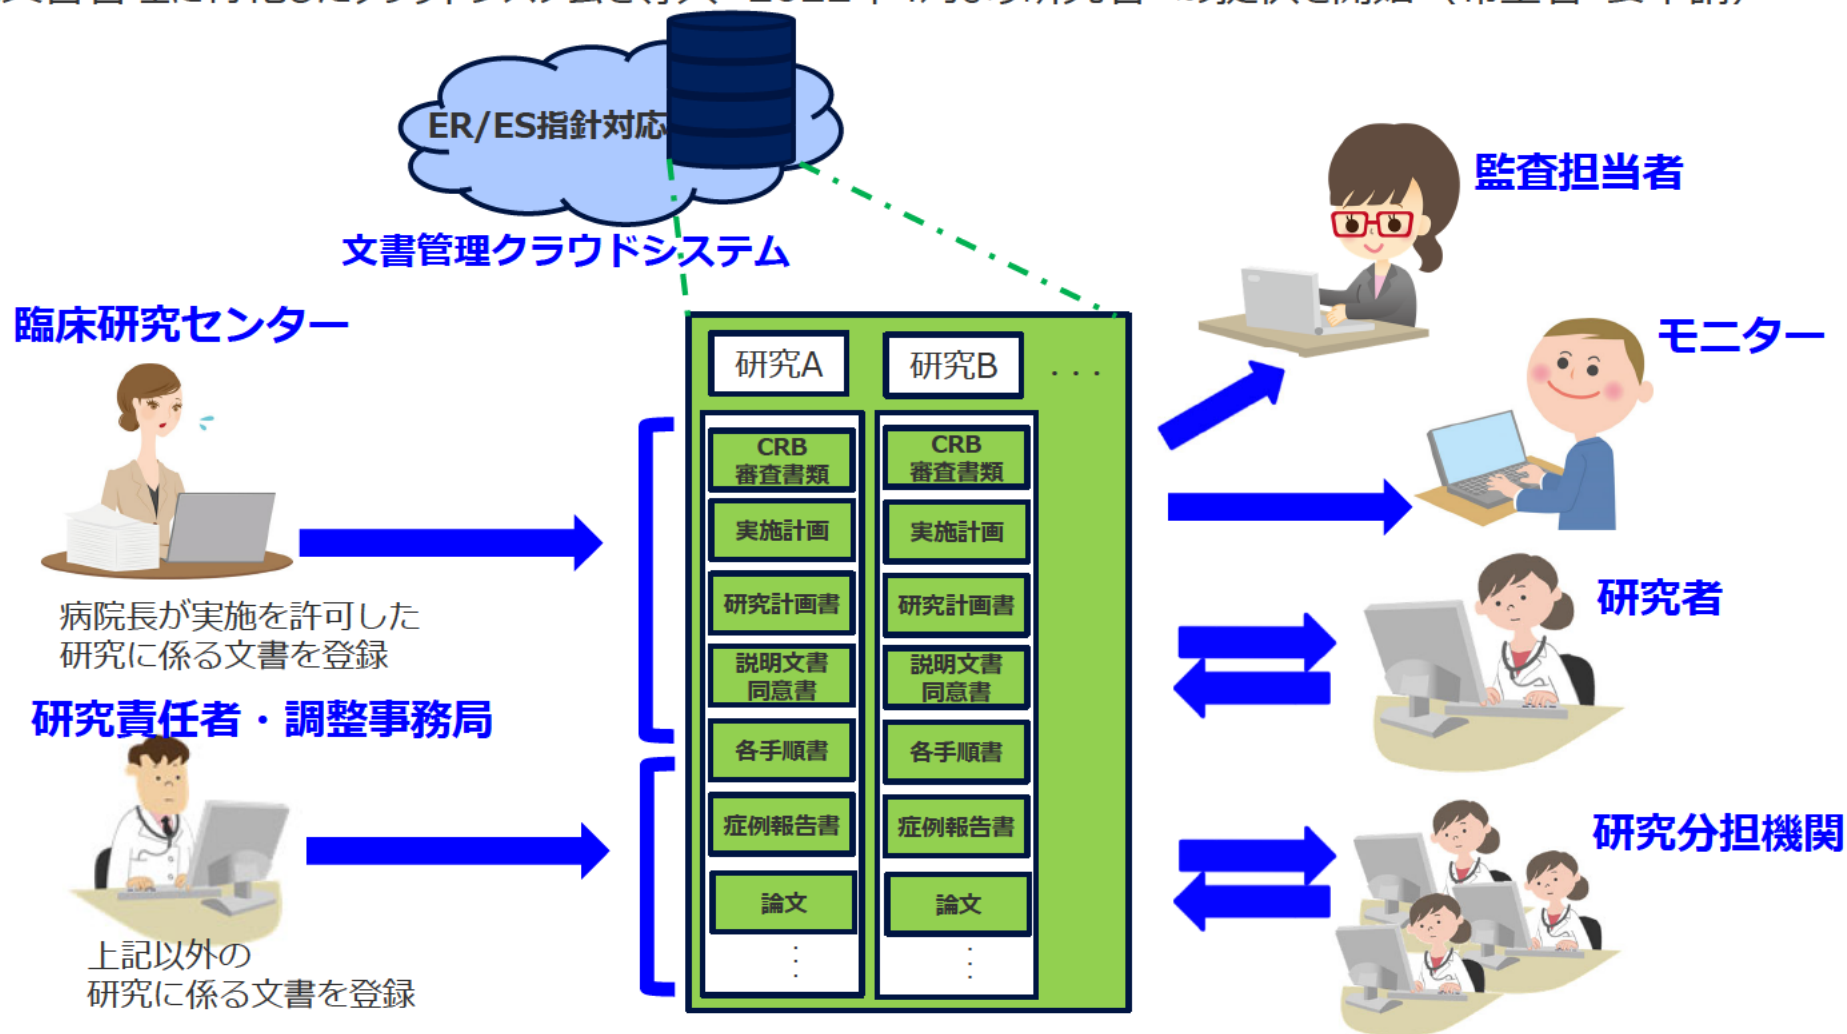 ER/ES指針対応
文書管理クラウドシステム
臨床研究センター
病院長が実施を許可した
研究に係る文書を登録
研究責任者・調整事務局
上記以外の
研究に係る文書を登録
研究A
CRB
審査書類
実施計画
研究計画書
説明文書
同意書
各手順書
症例報告書
論文
⋮
研究B
CRB
審査書類
実施計画
研究計画書
説明文書
同意書
各手順書
症例報告書
論文
⋮
・・・
監査担当者
モニター
研究者
研究分担機関